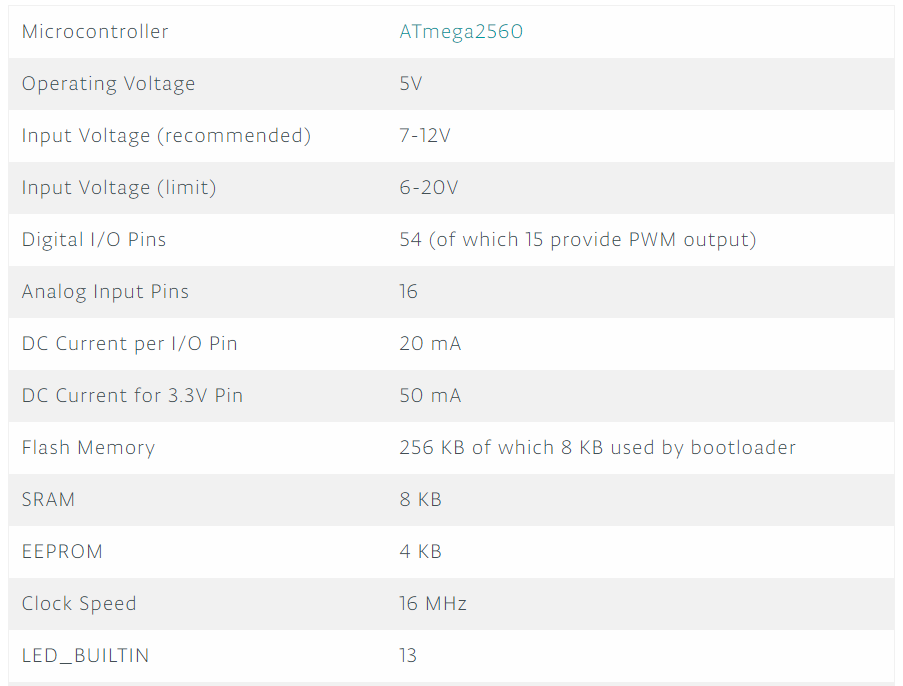 Microcontroller ATmega2560
Operating Voltage 5V
Input Voltage (recommended) 7-12V
Input Voltage (limit) 6-20V
Digital I/O Pins 54 (of which 15 provide PWM output)
Analog Input Pins 16
DC Current per I/O Pin 20 mA
DC Current for 3.3V Pin 50 mA
Flash Memory 256 KB of which 8 KB used by bootloader
SRAM 8 KB
EEPROM 4 KB
Clock Speed 16 MHz
LED_BUILTIN 13